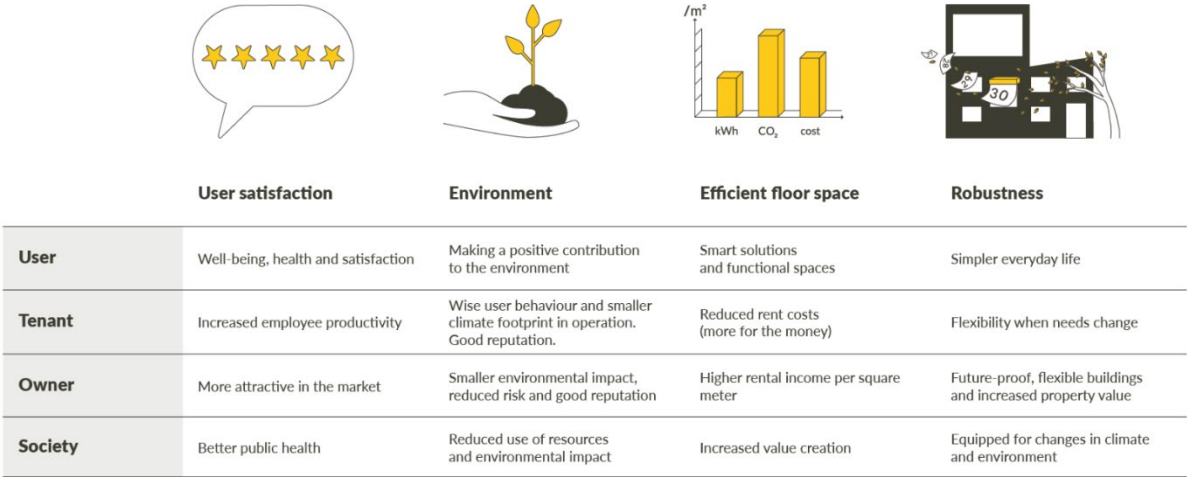 /m²
kWh
CO₂
cost
28
29
30
User satisfaction
Environment
Efficient floor space
Robustness
User
Well-being, health and satisfaction
Making a positive contribution
to the environment
Smart solutions
and functional spaces
Simpler everyday life
Tenant
Increased employee productivity
Wise user behaviour and smaller
climate footprint in operation.
Good reputation.
Reduced rent costs
(more for the money)
Flexibility when needs change
Owner
More attractive in the market
Smaller environmental impact,
reduced risk and good reputation
Higher rental income per square
meter
Future-proof, flexible buildings
and increased property value
Society
Better public health
Reduced use of resources
and environmental impact
Increased value creation
Equipped for changes in climate
and environment